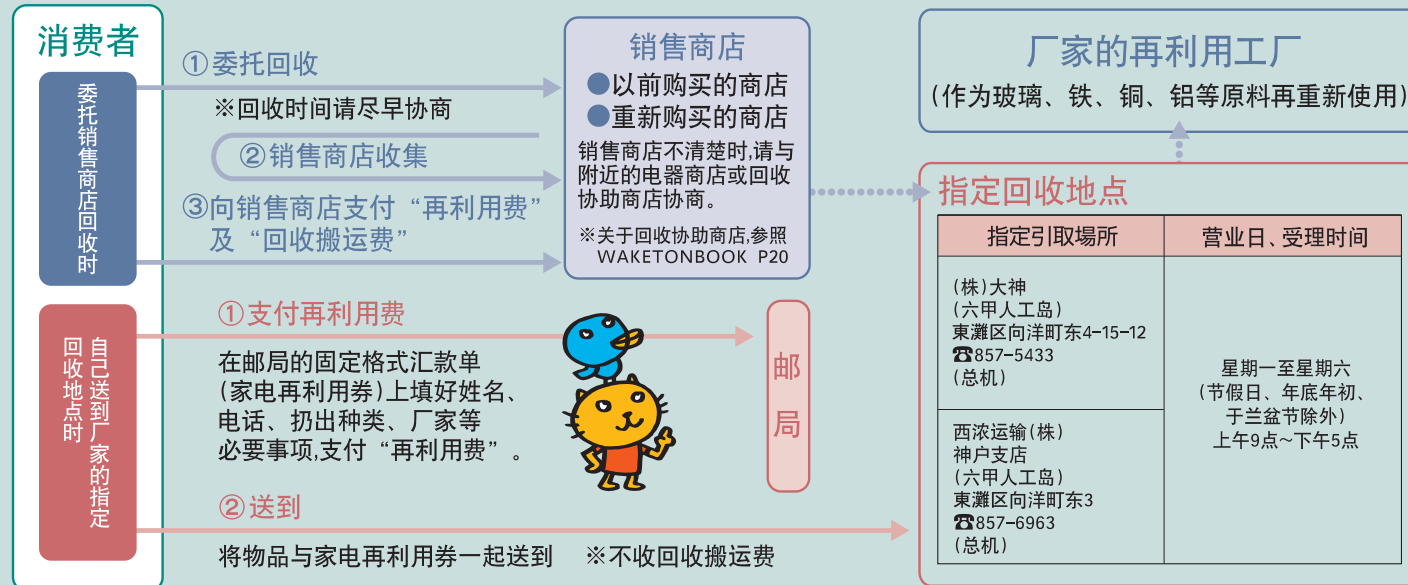 消费者
委托销售商店回收时
①委托回收
※回收时间请尽早协商
②销售商店收集
③向销售商店支付“再利用费”
及“回收搬运费”
销售商店
●以前购买的商店
●重新购买的商店
销售商店不清楚时,请与
附近的电器商店或回收
协助商店协商。
※关于回收协助商店,参照
WAKETONBOOK P20
厂家的再利用工厂
(作为玻璃、铁、铜、铝等原料再重新使用)
自己送到厂家的指定
回收地点时
①支付再利用费
在邮局的固定格式汇款单
(家电再利用券)上填好姓名、
电话、扔出种类、厂家等
必要事项,支付“再利用费”。
邮局
②送到
将物品与家电再利用券一起送到 ※不收回收搬运费
指定回收地点
指定引取場所
营业日、受理时间
(株)大神
(六甲人工岛)
東灘区向洋町东4-15-12
☎857-5433
(总机)
西浓运输(株)
神户支店
(六甲人工岛)
東灘区向洋町东3
☎857-6963
(总机)
星期一至星期六
(节假日、年底年初、
于兰盆节除外)
上午9点~下午5点